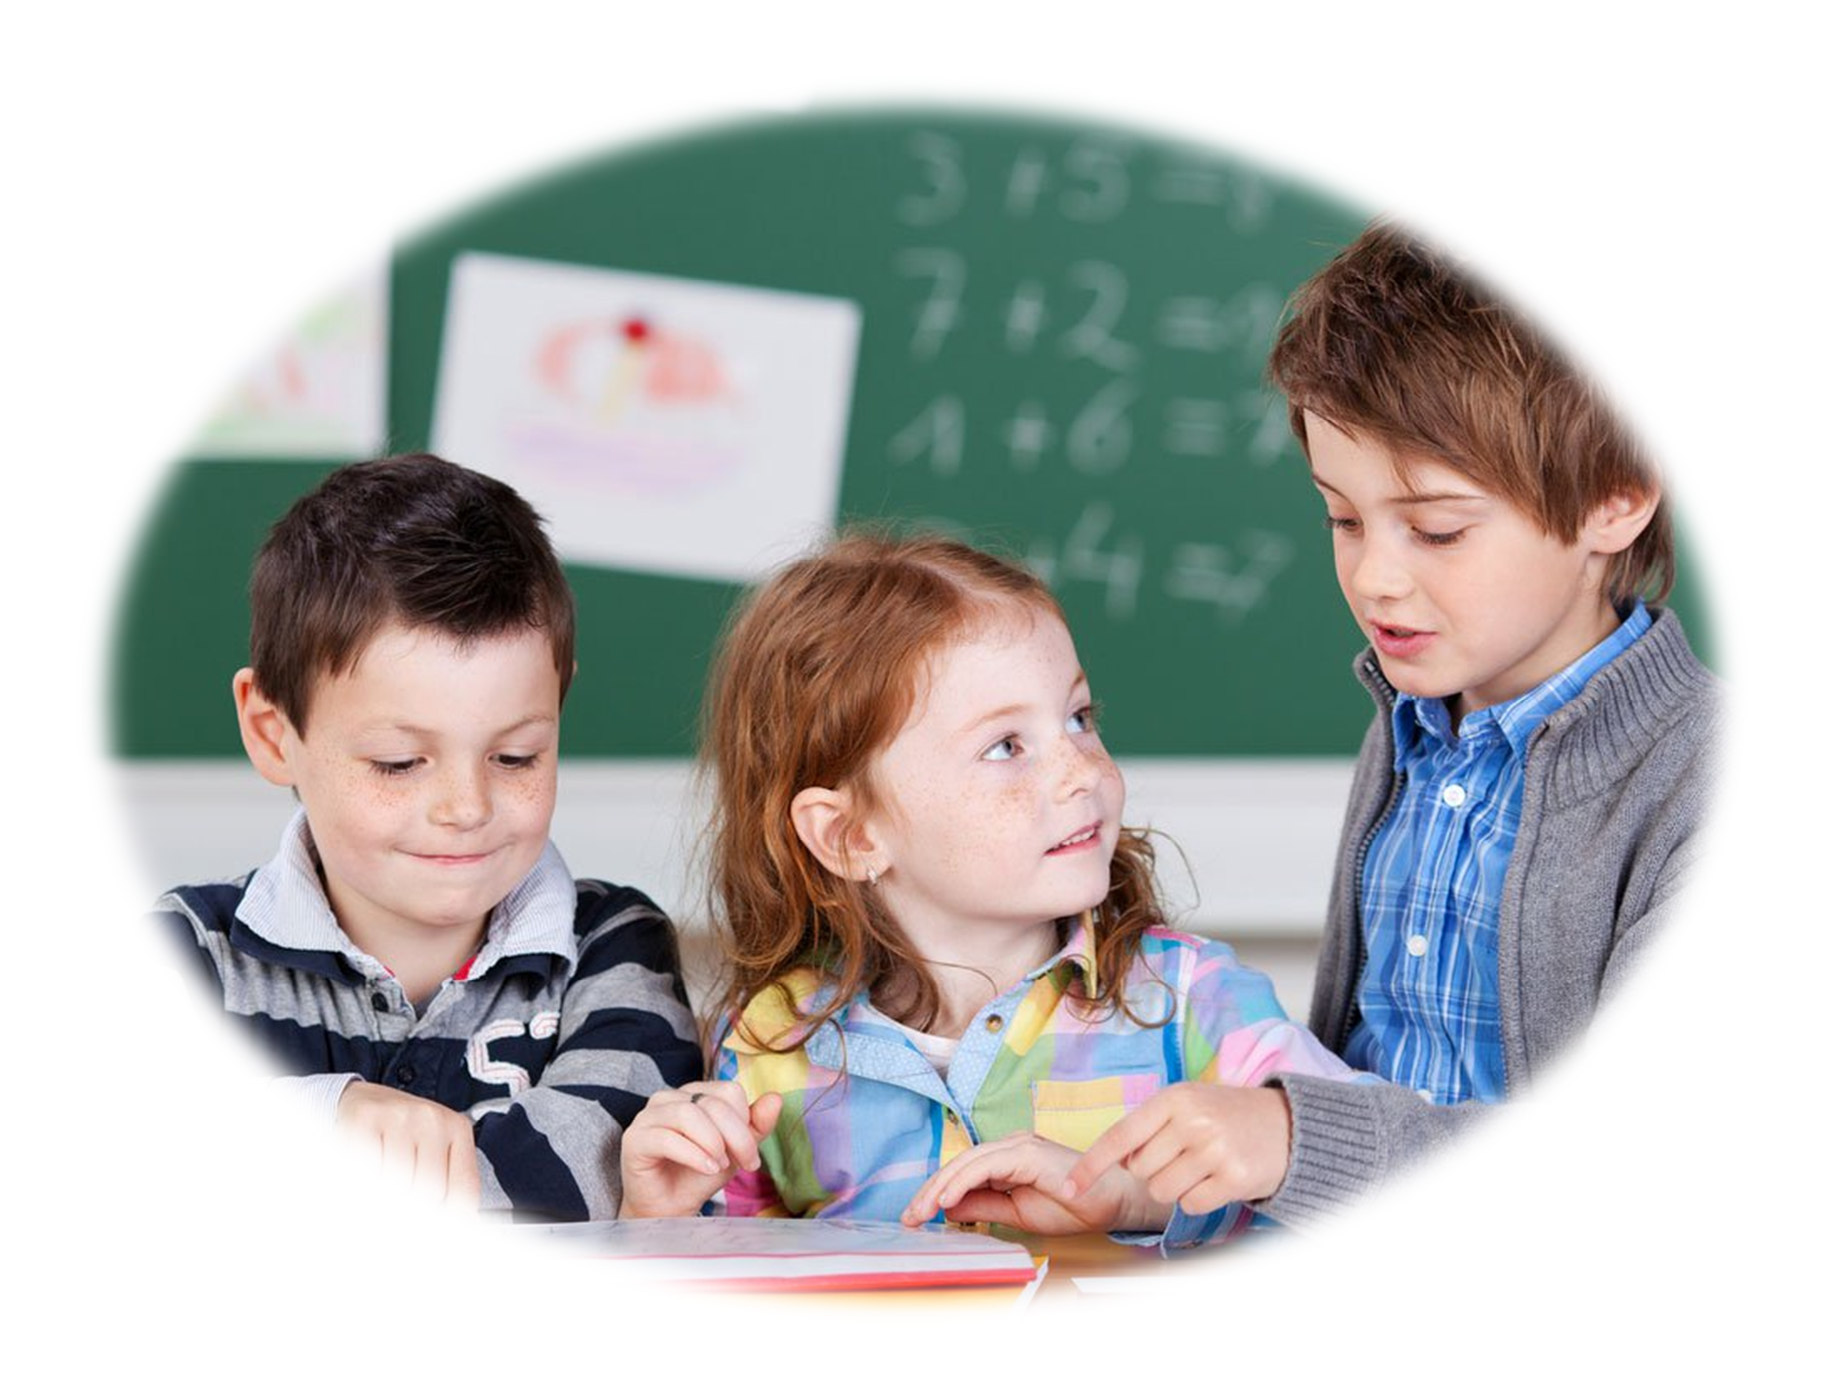 3 + 5 =
7 + 2 =
1 + 6 =
+ 4 = ?